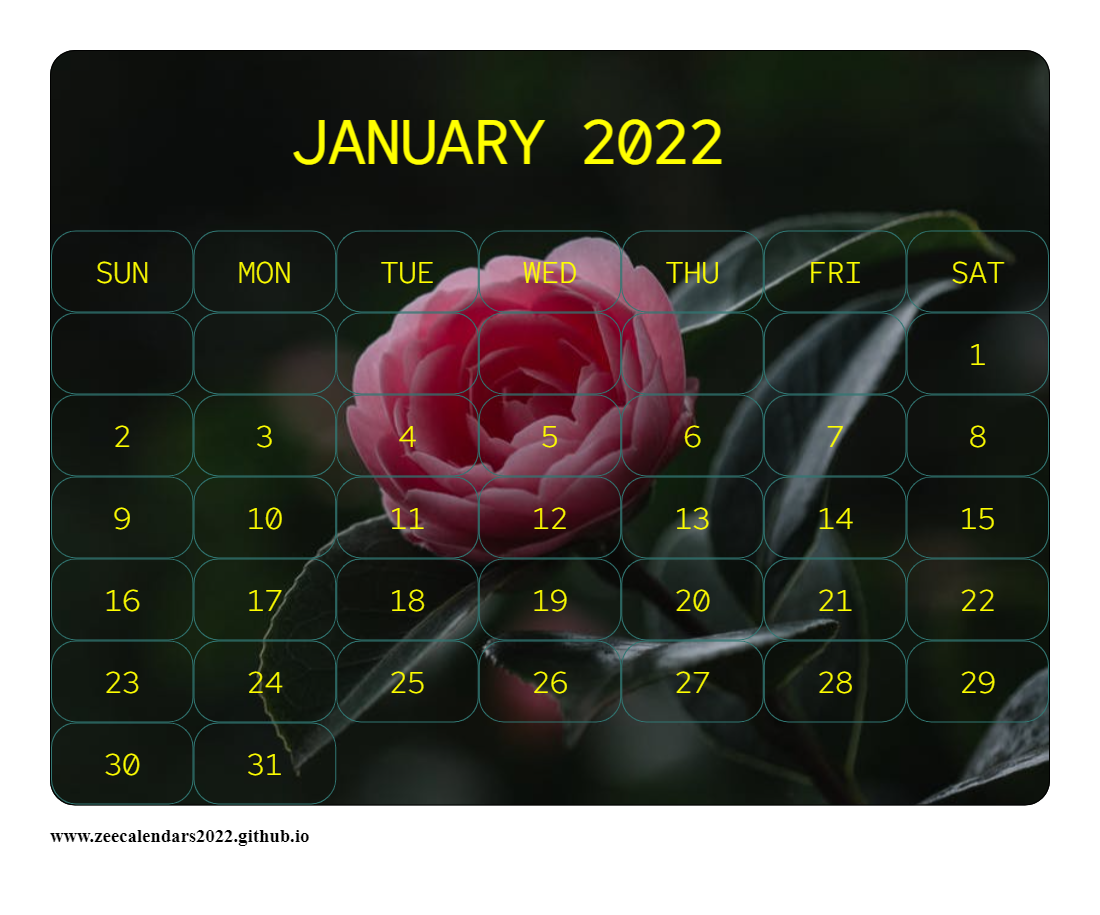 JANUARY 2022
SUN MON TUE WED THU FRI SAT
1
2 3 4 5 6 7 8
9 10 11 12 13 14 15
16 17 18 19 20 21 22
23 24 25 26 27 28 29
30 31
www.zeecalendars2022.github.io